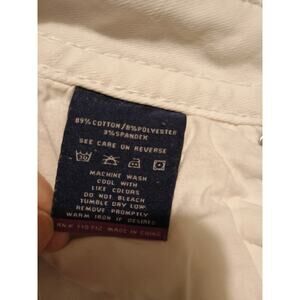 89% COTTON/8% POLYESTER
3% SPANDEX
SEE CARE ON REVERSE
30
MACHINE WASH
COOL WITH
LIKE COLORS
DO NOT BLEACH
TUMBLE DRY LOW
REMOVE PROMPTLY
WARM IRON IF DESIRED
MADE IN CHINA